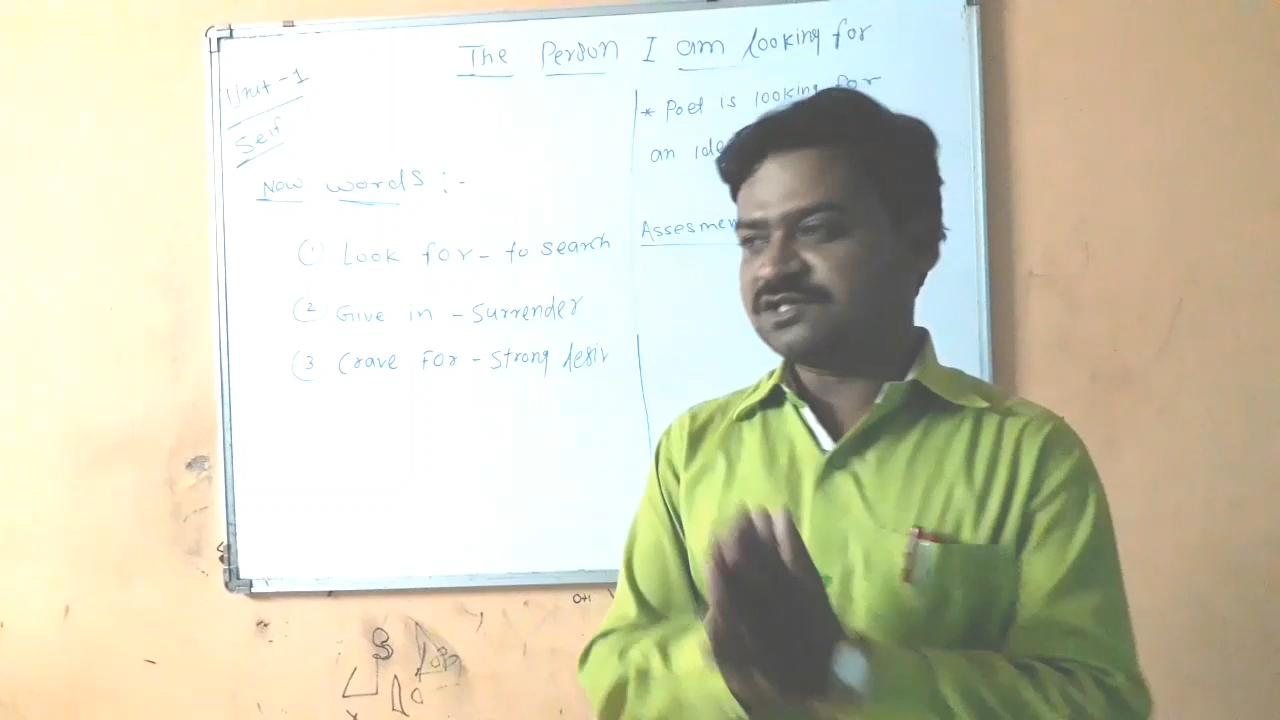 The Person I am looking for
Unit - 1
Self
New words :-
(1) Look for - to search
(2) Give in - Surrender
(3) Crave For - Strong desir
* Poet is looking for
an ide
Assesmen